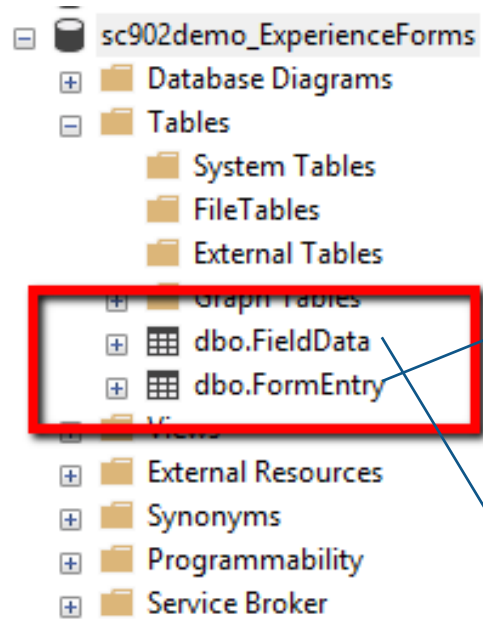 sc902demo_ExperienceForms
Database Diagrams
Tables
System Tables
FileTables
External Tables
Graph Tables
dbo.FieldData
dbo.FormEntry
Views
External Resources
Synonyms
Programmability
Service Broker